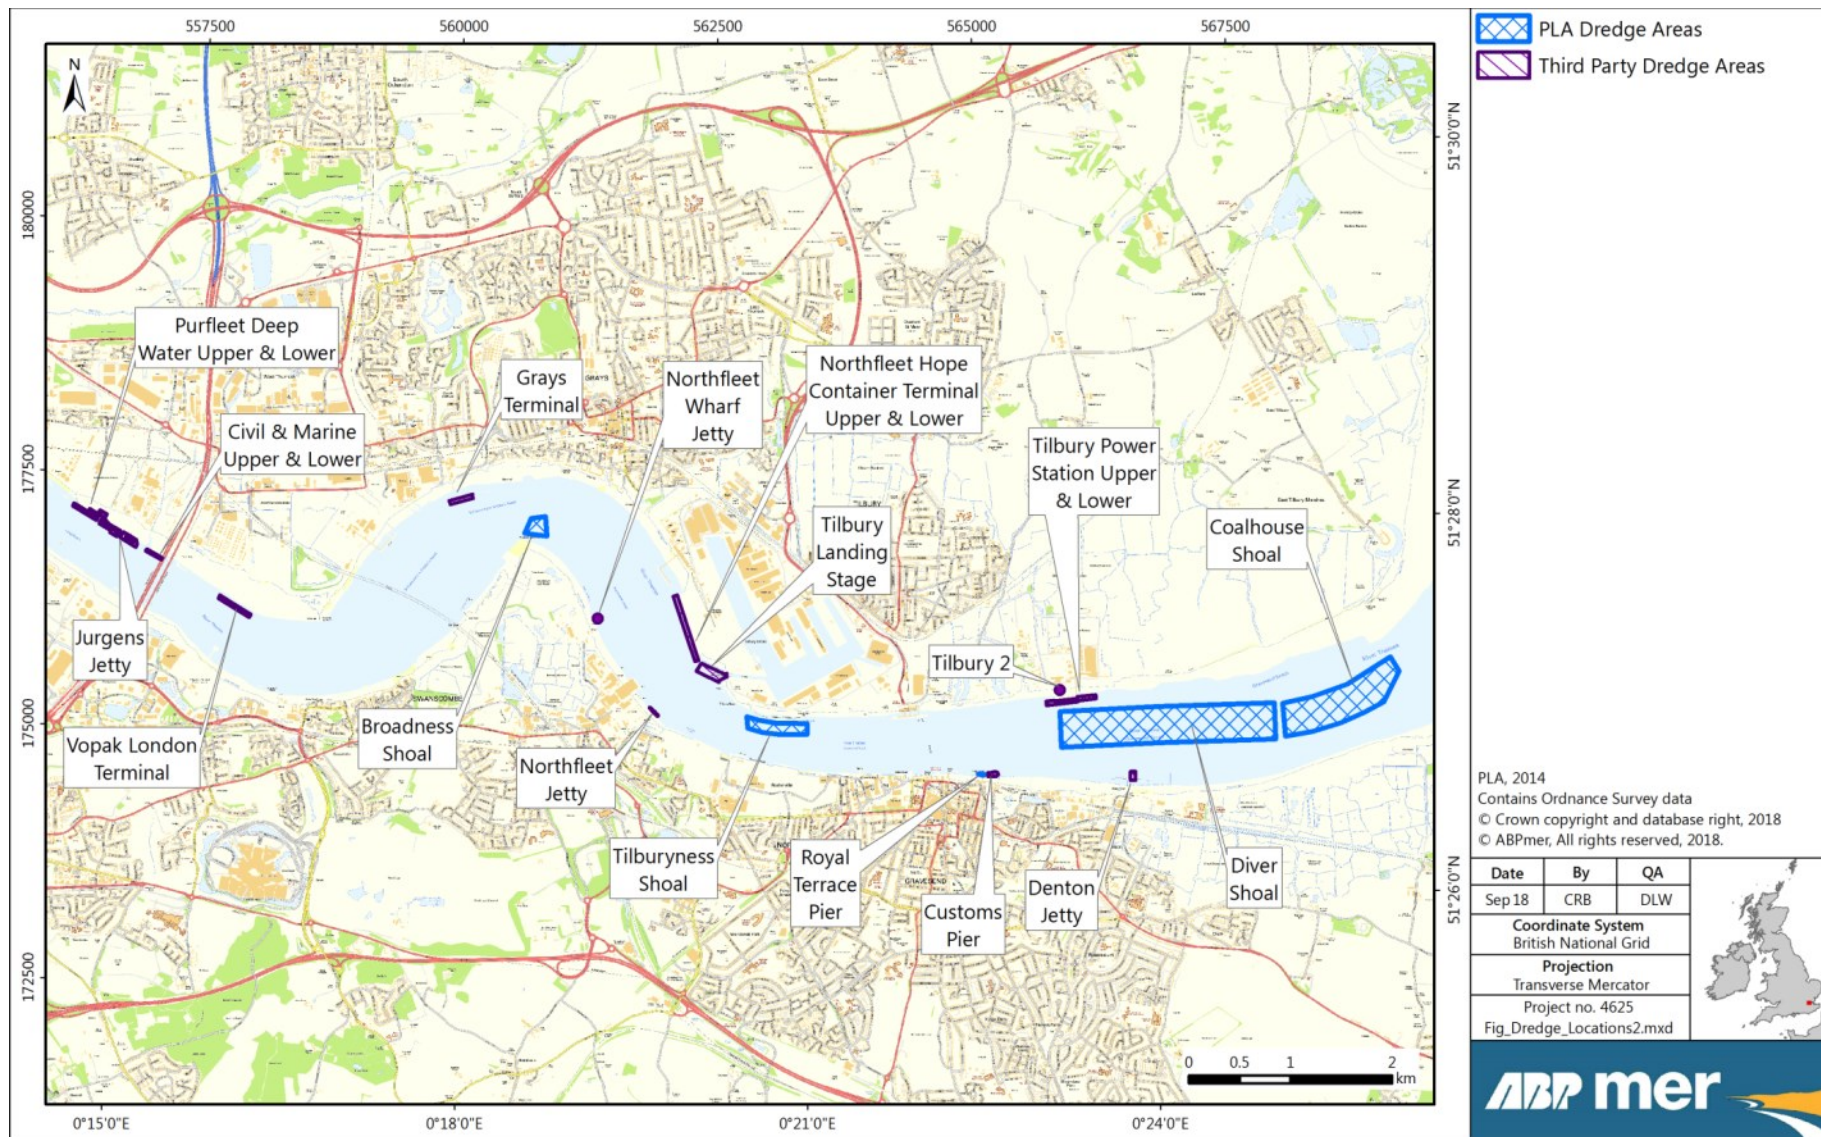 557500
560000
562500
565000
567500
N
180000
177500
175000
172500
51°30'0"N
51°28'0"N
51°26'0"N
Purfleet Deep
Water Upper & Lower
Civil & Marine
Upper & Lower
Grays
Terminal
Northfleet
Wharf
Jetty
Northfleet Hope
Container Terminal
Upper & Lower
Tilbury
Landing
Stage
Tilbury Power
Station Upper
& Lower
Coalhouse
Shoal
Jurgens
Jetty
Vopak London
Terminal
Broadness
Shoal
Northfleet
Jetty
Tilburyness
Shoal
Tilbury 2
Royal
Terrace
Pier
Customs
Pier
Denton
Jetty
Diver
Shoal
GRAYS
TILBURY
SWANSCOMBE
GRAVESEND
0
0.5
1
2
km
0°15'0"E
0°18'0"E
0°21'0"E
0°24'0"E
PLA Dredge Areas
Third Party Dredge Areas
PLA, 2014
Contains Ordnance Survey data
© Crown copyright and database right, 2018
© ABPmer, All rights reserved, 2018.
Date By QA
Sep 18 CRB DLW
Coordinate System
British National Grid
Projection
Transverse Mercator
Project no. 4625
Fig_Dredge_Locations2.mxd
ABPmer